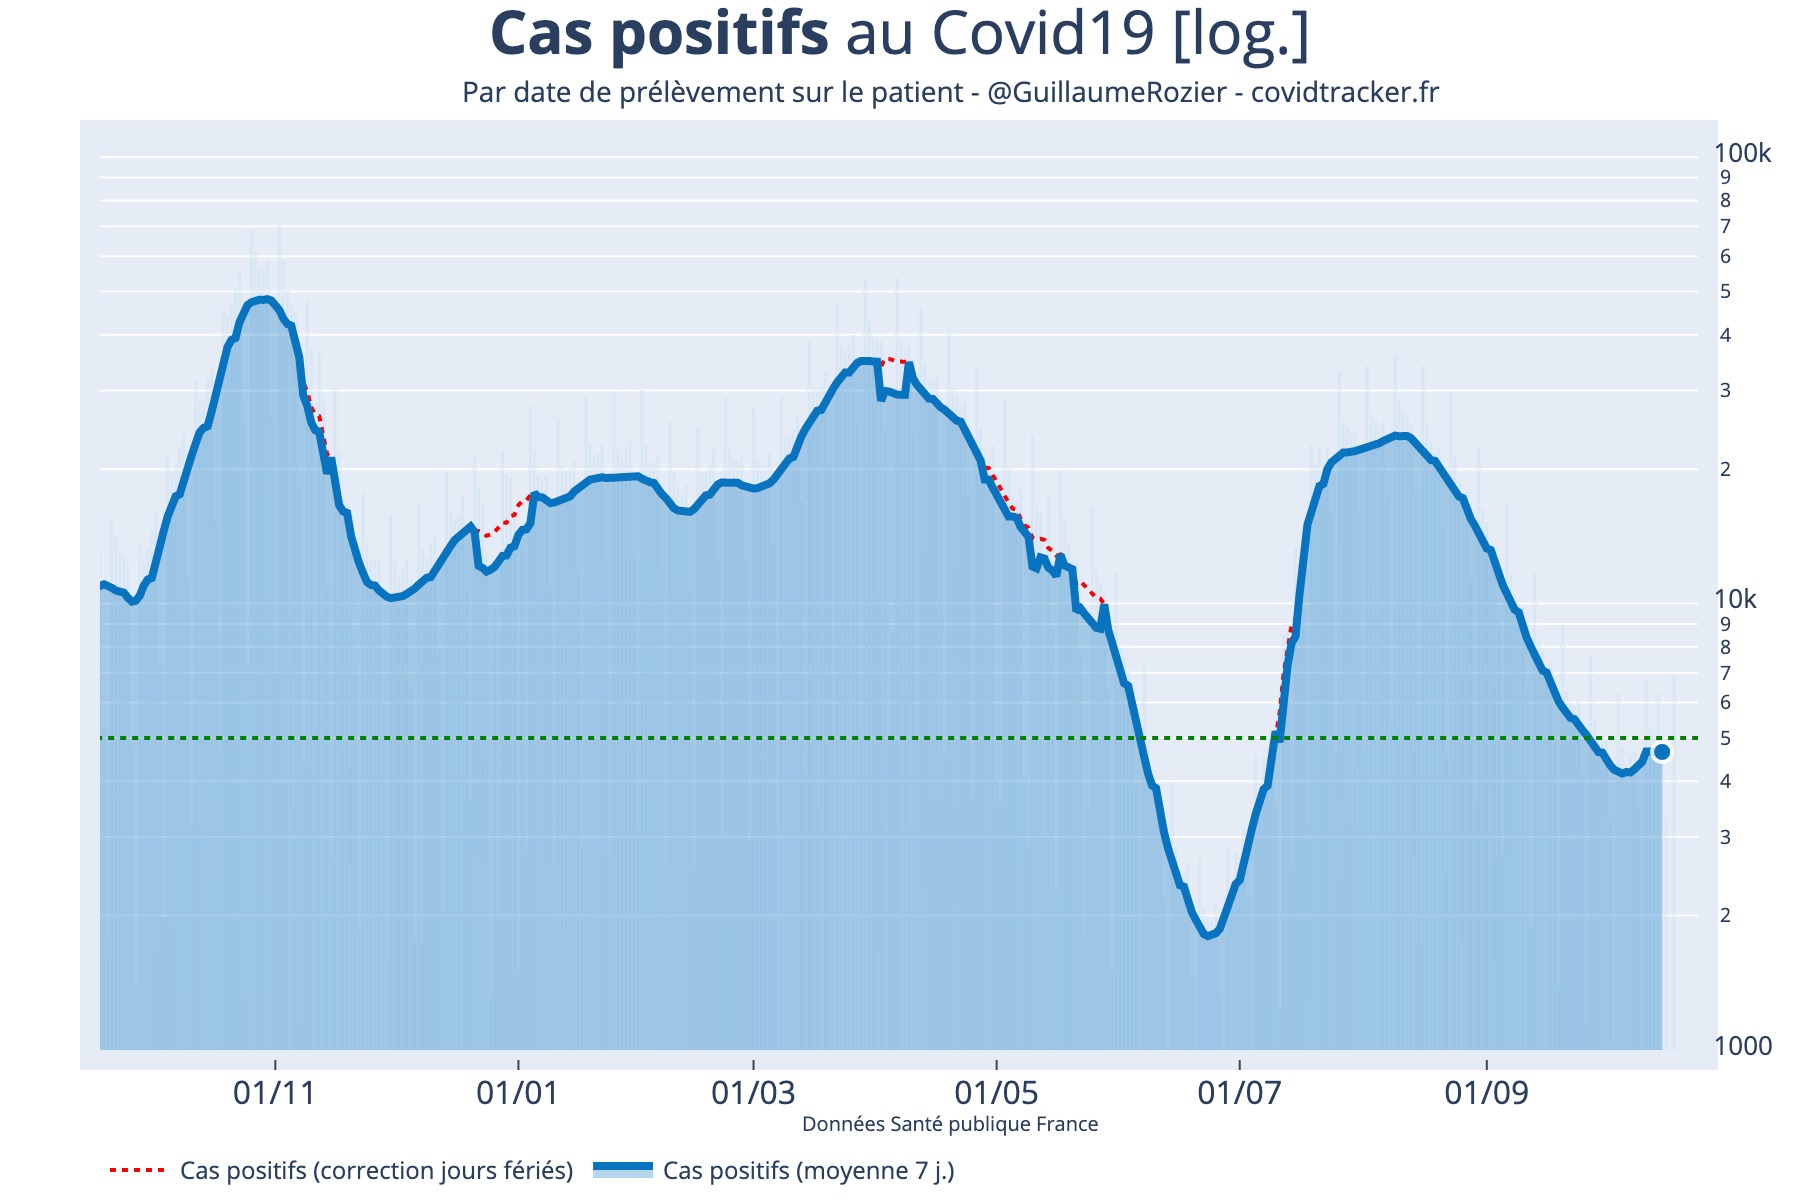 Cas positifs au Covid19 [log.]
Par date de prélèvement sur le patient - @GuillaumeRozier - covidtracker.fr
100k
9
8
7
6
5
4
3
2
10k
9
8
7
6
5
4
3
2
1000
01/11 01/01 01/03 01/05 01/07 01/09
Données Santé publique France
Cas positifs (correction jours fériés) Cas positifs (moyenne 7 j.)